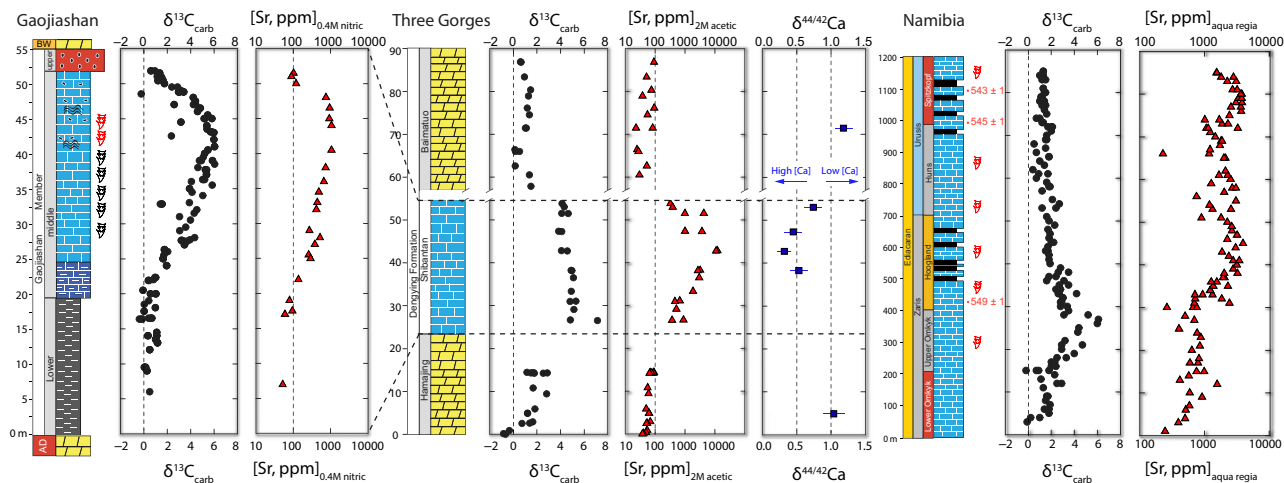 Gaojiashan
δ13Ccarb
[Sr, ppm]0.4M nitric
Three Gorges
δ13Ccarb
[Sr, ppm]2M acetic
δ44/42Ca
Namibia
δ13Ccarb
[Sr, ppm]aqua regia
−2 0 2 4 6 8
10 100 1000 10000
−2 0 2 4 6 8
10 100 1000 10000
0.0 0.5 1.0 1.5
−2 0 2 4 6 8
100 1000 10000
BW
55
50
45
40
35
30
25
20
15
10
5
0 m
upper
Member
middle
Gaojiashan
Lower
AD
90
80
70
60
50
40
30
20
10
0
Baimatuo
Dengying Formation
Shibantan
Hamajing
High [Ca]
Low [Ca]
1200
1100
1000
900
800
700
600
500
400
300
200
100
0 m
Ediacaran
Urusis
Zaris
Spitzkopf
Huns
Hoogland
Upper Omkyk
Lower Omkyk
543 ± 1
545 ± 1
549 ± 1
−2 0 2 4 6 8
10 100 1000 10000
−2 0 2 4 6 8
10 100 1000 10000
0.0 0.5 1.0 1.5
−2 0 2 4 6 8
100 1000 10000
δ13Ccarb
[Sr, ppm]0.4M nitric
δ13Ccarb
[Sr, ppm]2M acetic
δ44/42Ca
δ13Ccarb
[Sr, ppm]aqua regia